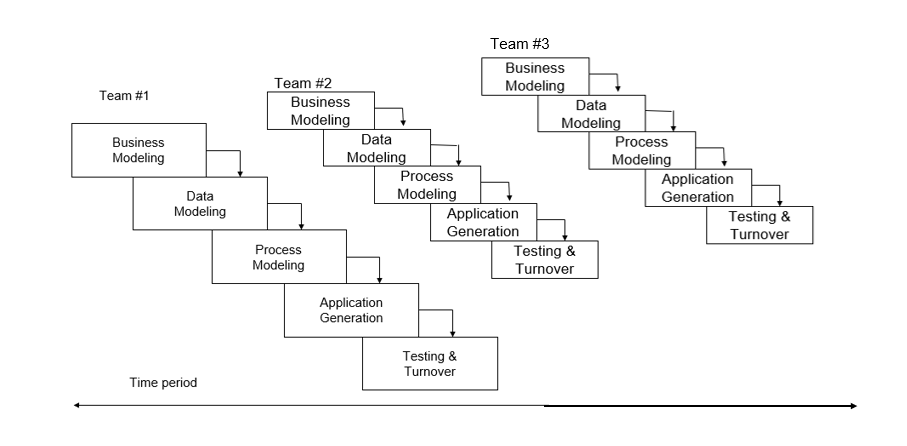 Team #1
Business
Modeling
Data
Modeling
Process
Modeling
Application
Generation
Testing &
Turnover
Team #2
Business
Modeling
Data
Modeling
Process
Modeling
Application
Generation
Testing &
Turnover
Team #3
Business
Modeling
Data
Modeling
Process
Modeling
Application
Generation
Testing &
Turnover
Time period